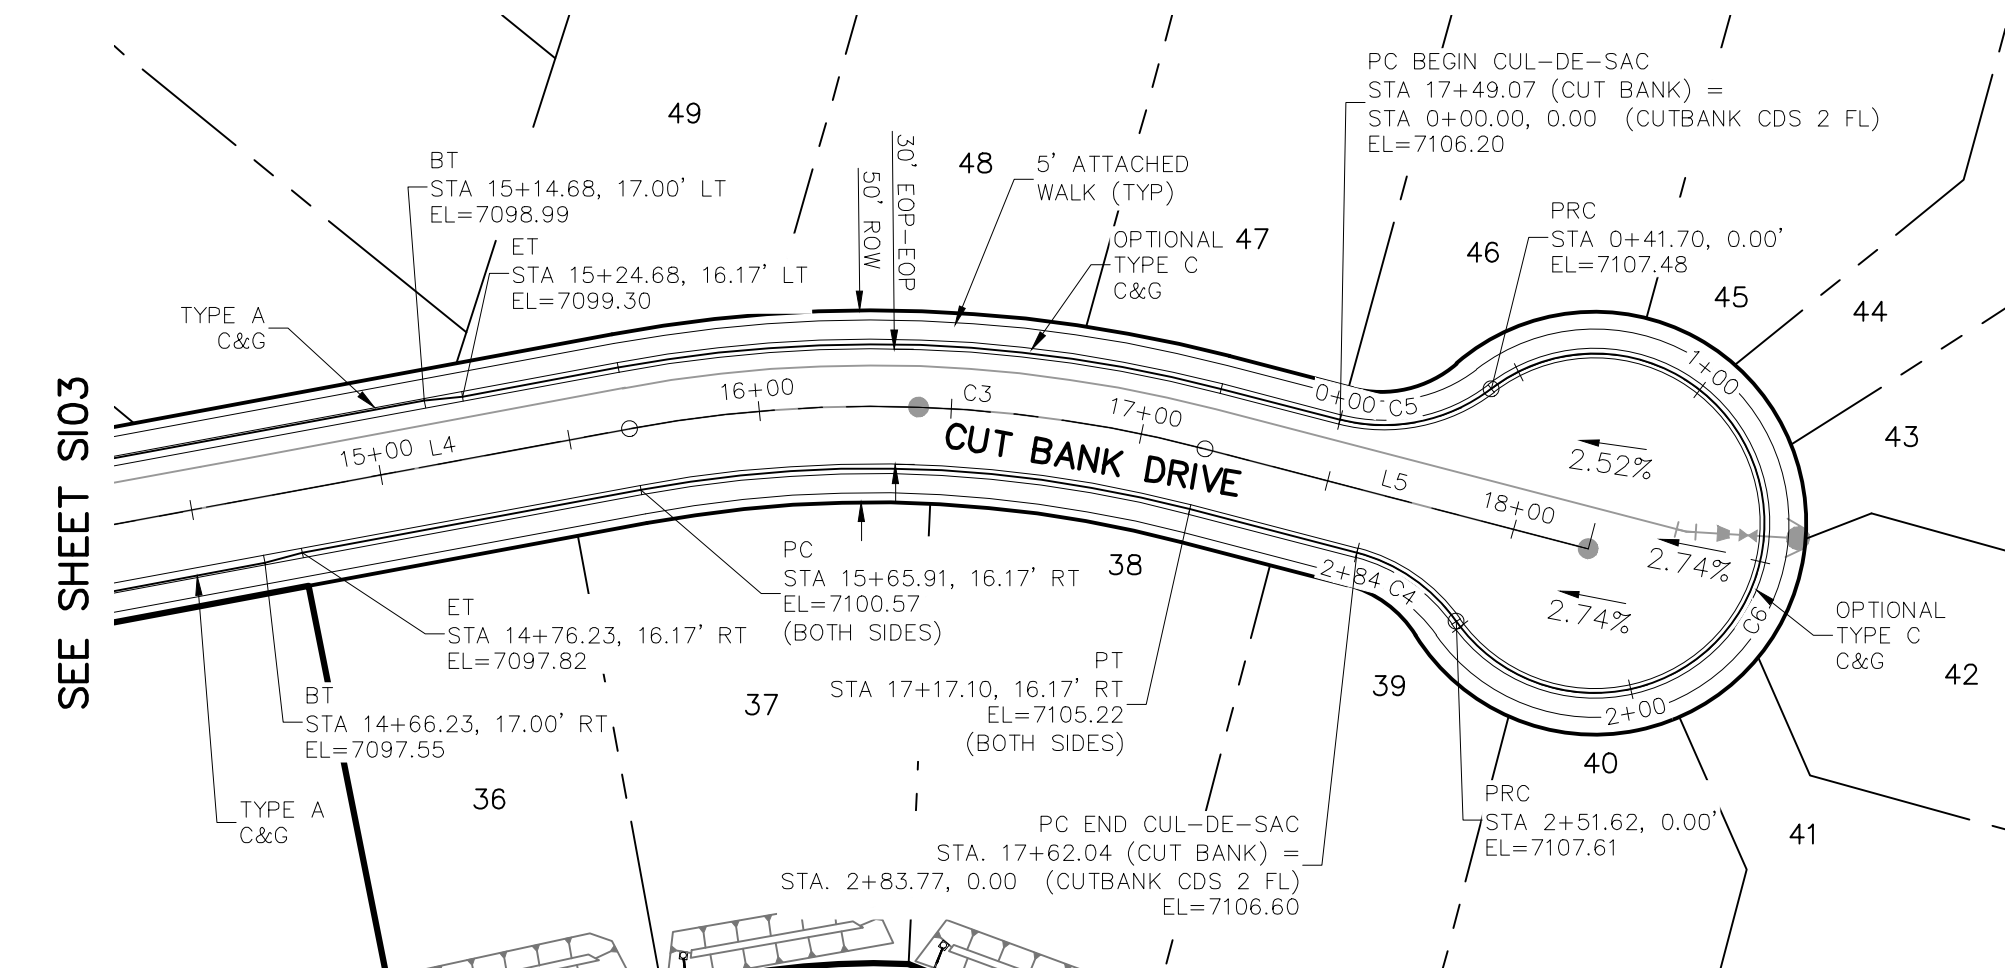 PC BEGIN CUL-DE-SAC
STA 17+49.07 (CUT BANK) =
STA 0+00.00, 0.00 (CUTBANK CDS 2 FL)
EL=7106.20
49
48
5' ATTACHED
WALK (TYP)
30' EOP-EOP
50' ROW
BT
STA 15+14.68, 17.00' LT
EL=7098.99
ET
STA 15+24.68, 16.17' LT
EL=7099.30
OPTIONAL
TYPE C
C&G
47
46
PRC
STA 0+41.70, 0.00'
EL=7107.48
45
44
43
TYPE A
C&G
SEE SHEET SI03
15+00 L4
16+00
C3
17+00
0+00 C5
1+00
CUT BANK DRIVE
L5
18+00
2.52%
2.74%
2.74%
2+84 C4
C6
2+00
OPTIONAL
TYPE C
C&G
42
38
PC
STA 15+65.91, 16.17' RT
EL=7100.57
(BOTH SIDES)
ET
STA 14+76.23, 16.17' RT
EL=7097.82
PT
STA 17+17.10, 16.17' RT
EL=7105.22
(BOTH SIDES)
39
37
BT
STA 14+66.23, 17.00' RT
EL=7097.55
40
36
TYPE A
C&G
PRC
STA 2+51.62, 0.00'
EL=7107.61
41
PC END CUL-DE-SAC
STA. 17+62.04 (CUT BANK) =
STA. 2+83.77, 0.00 (CUTBANK CDS 2 FL)
EL=7106.60